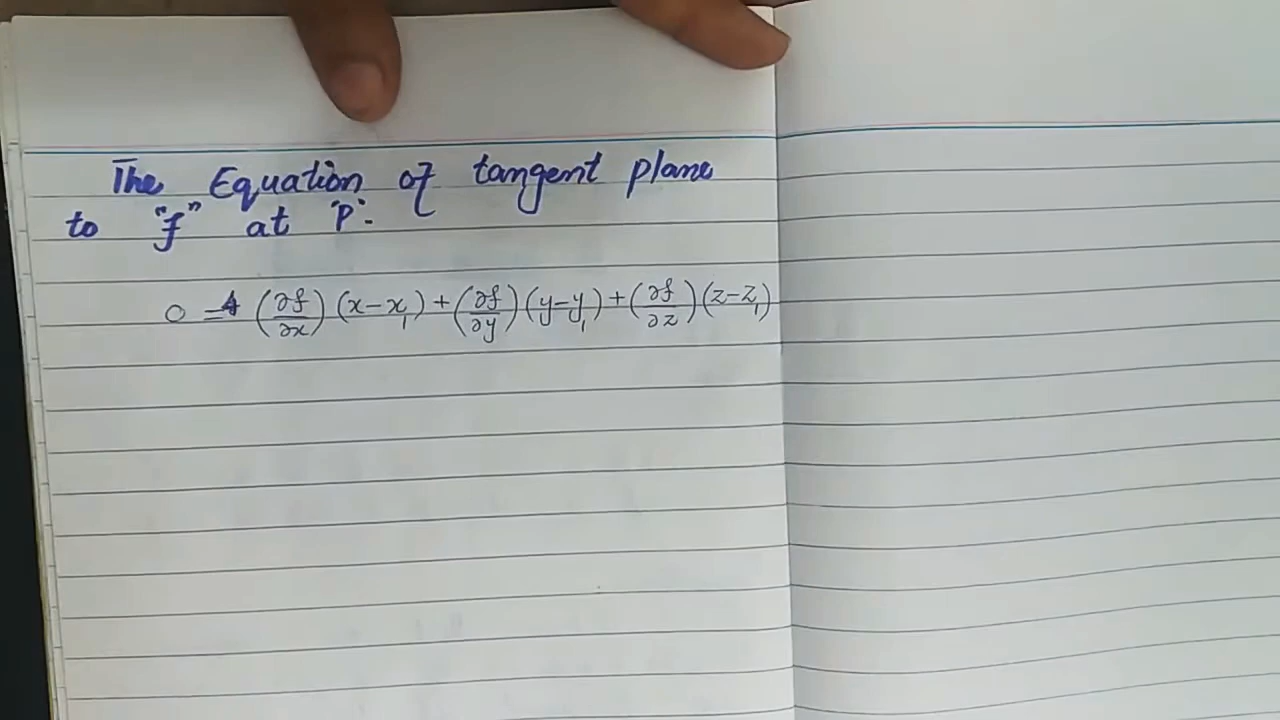 The Equation of tangent plane
to "f" at "P".
0 = (∂f/∂x) (x-x₁) + (∂f/∂y) (y-y₁) + (∂f/∂z) (z-z₁)